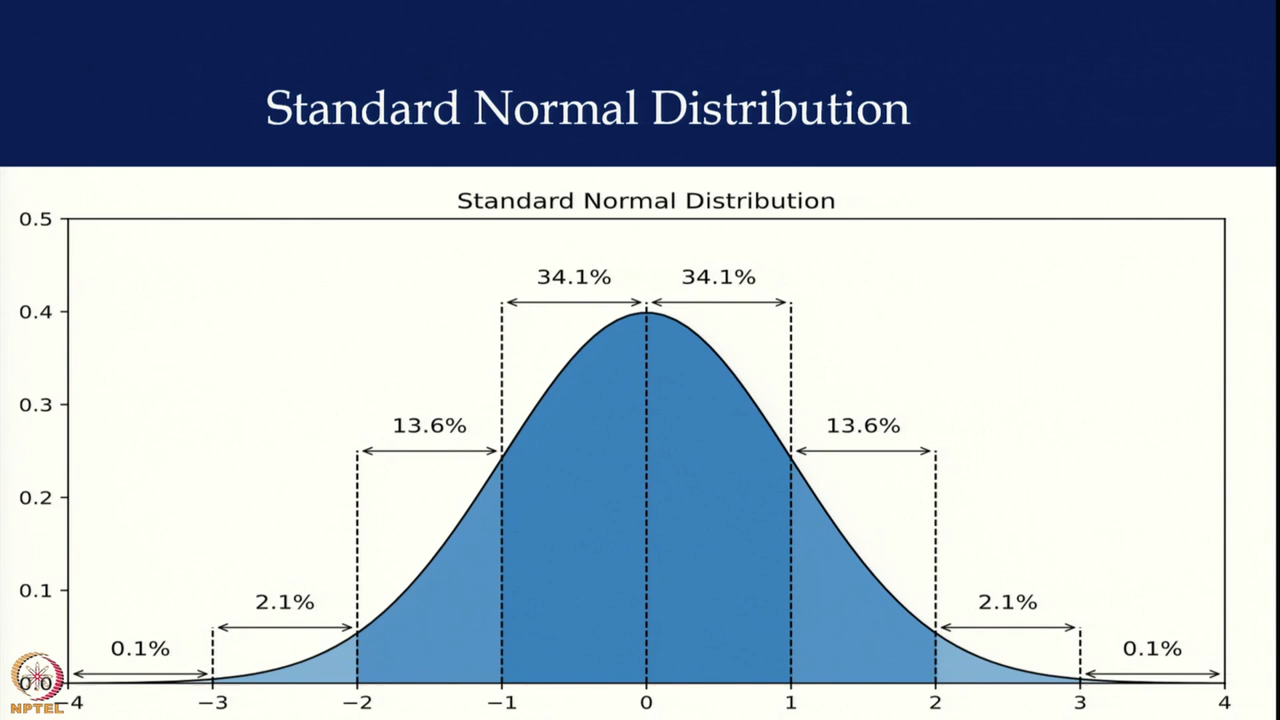 Standard Normal Distribution
Standard Normal Distribution
0.5
34.1% 34.1%
0.4
0.3
13.6% 13.6%
0.2
0.1
2.1% 2.1%
0.1% 0.1%
0.0
−4 −3 −2 −1 0 1 2 3 4
NPTEL